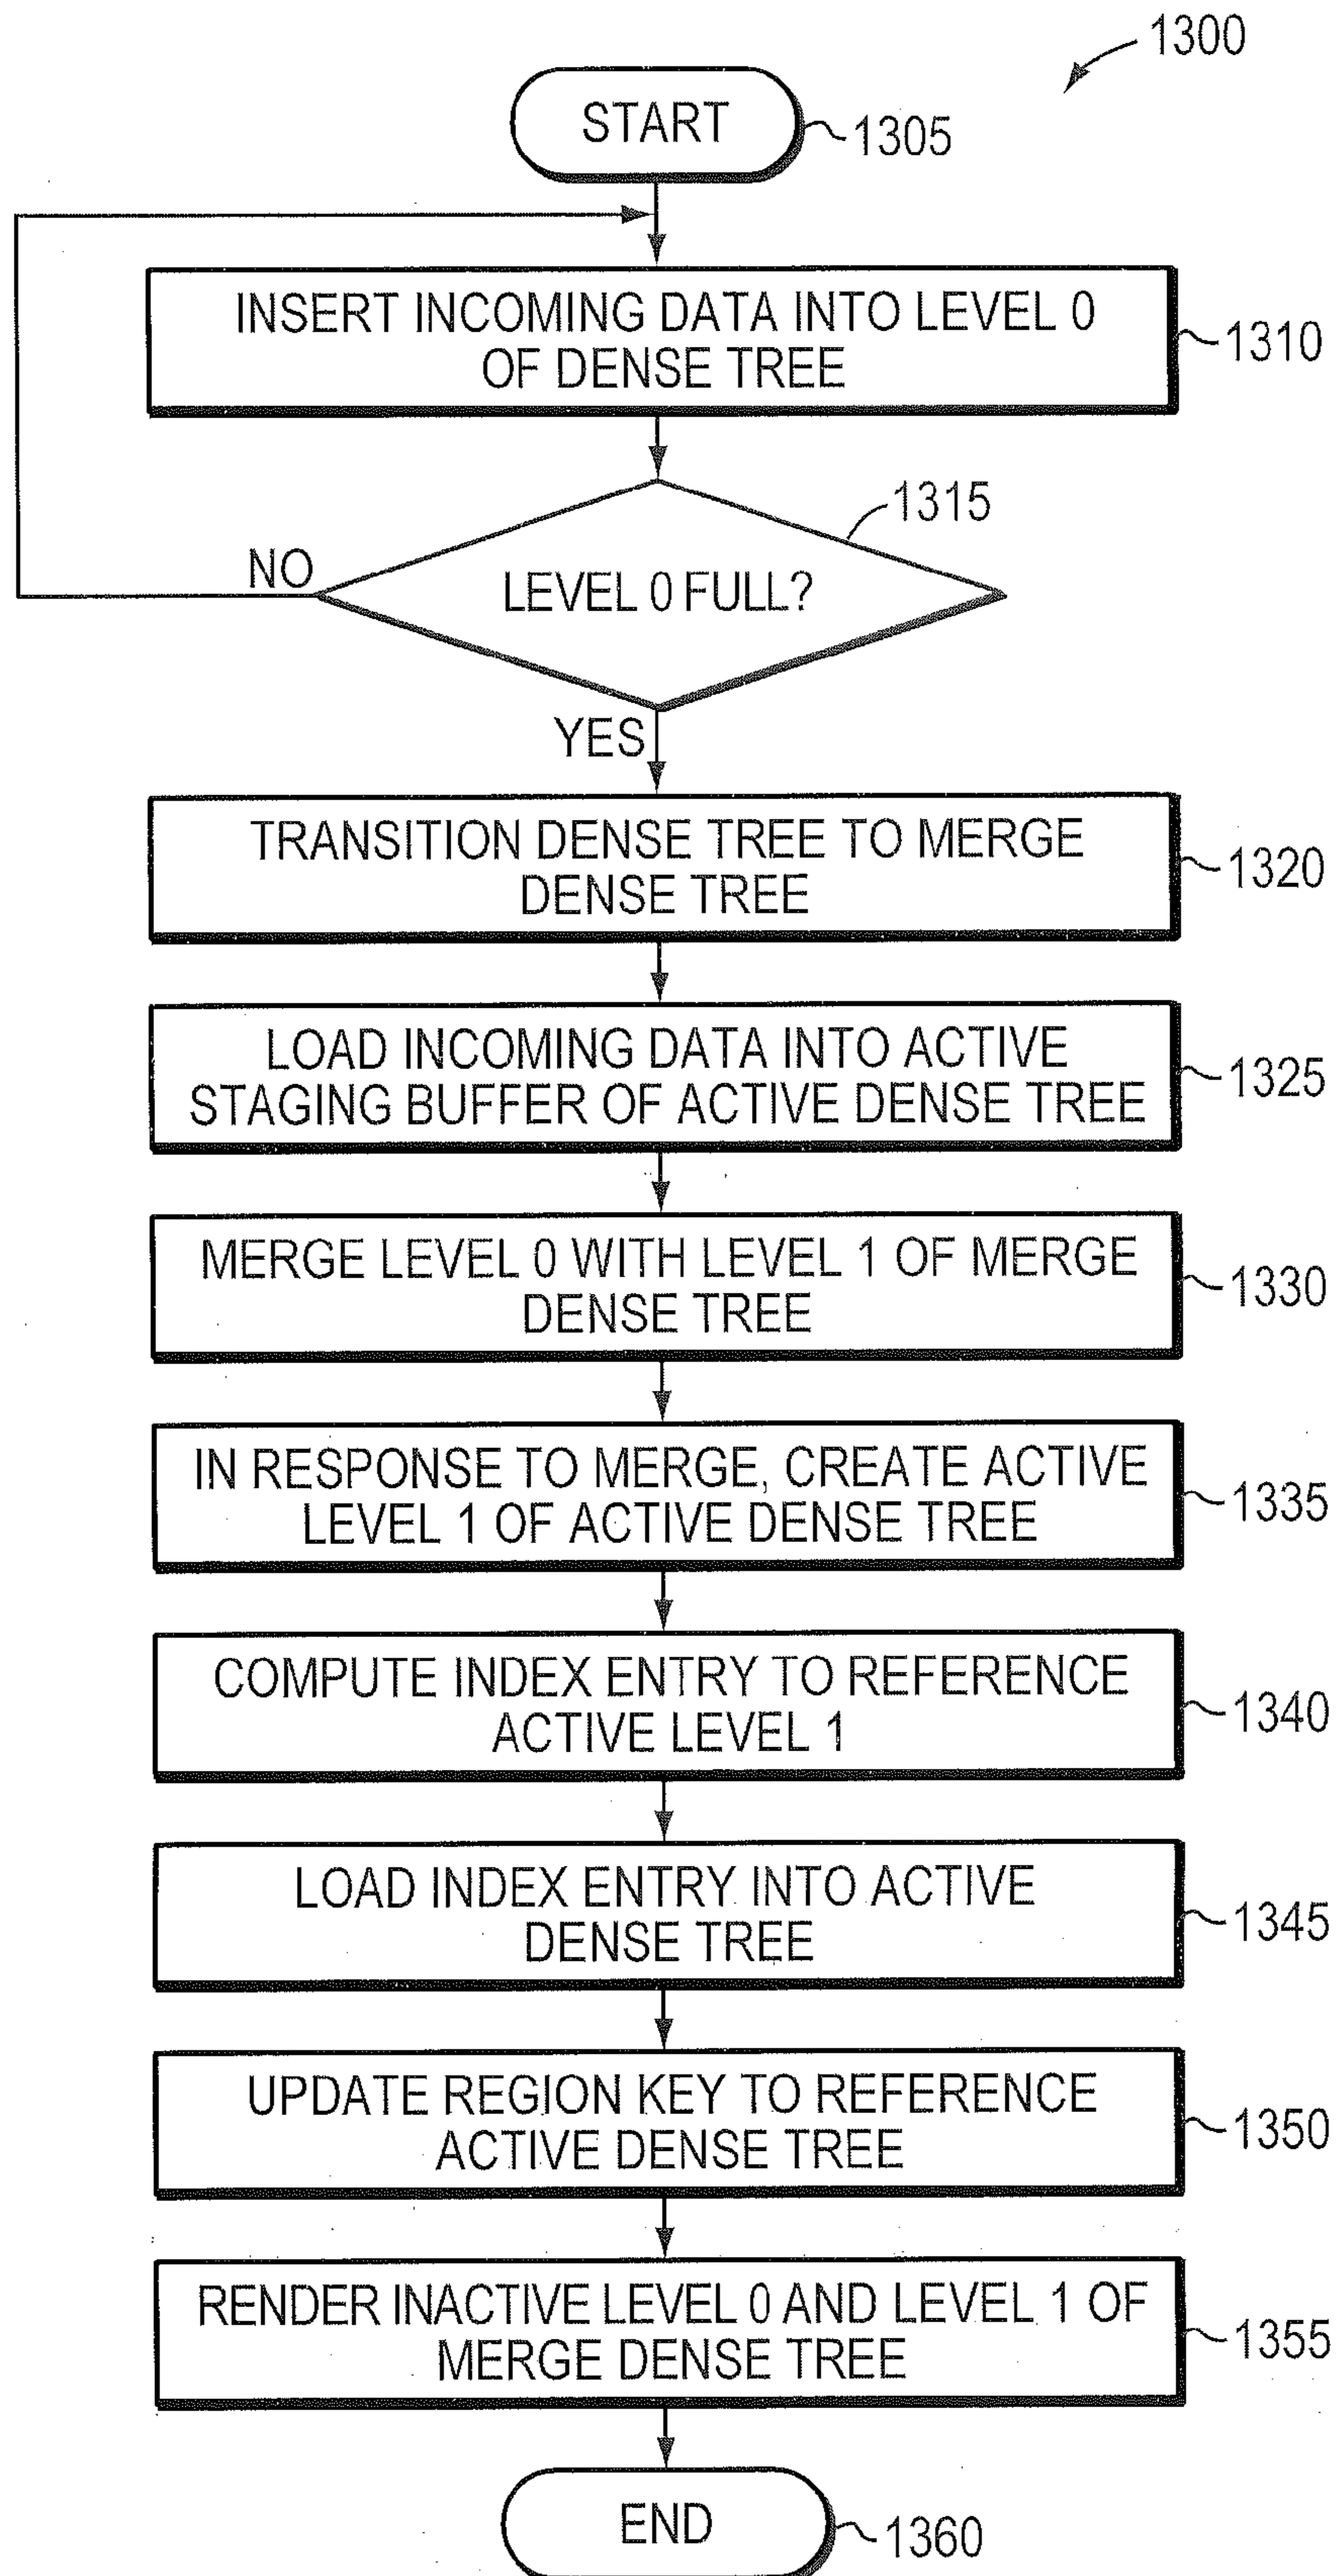 1300
START
1305
INSERT INCOMING DATA INTO LEVEL 0
OF DENSE TREE
1310
1315
LEVEL 0 FULL?
NO
YES
TRANSITION DENSE TREE TO MERGE
DENSE TREE
1320
LOAD INCOMING DATA INTO ACTIVE
STAGING BUFFER OF ACTIVE DENSE TREE
1325
MERGE LEVEL 0 WITH LEVEL 1 OF MERGE
DENSE TREE
1330
IN RESPONSE TO MERGE, CREATE ACTIVE
LEVEL 1 OF ACTIVE DENSE TREE
1335
COMPUTE INDEX ENTRY TO REFERENCE
ACTIVE LEVEL 1
1340
LOAD INDEX ENTRY INTO ACTIVE
DENSE TREE
1345
UPDATE REGION KEY TO REFERENCE
ACTIVE DENSE TREE
1350
RENDER INACTIVE LEVEL 0 AND LEVEL 1 OF
MERGE DENSE TREE
1355
END
1360